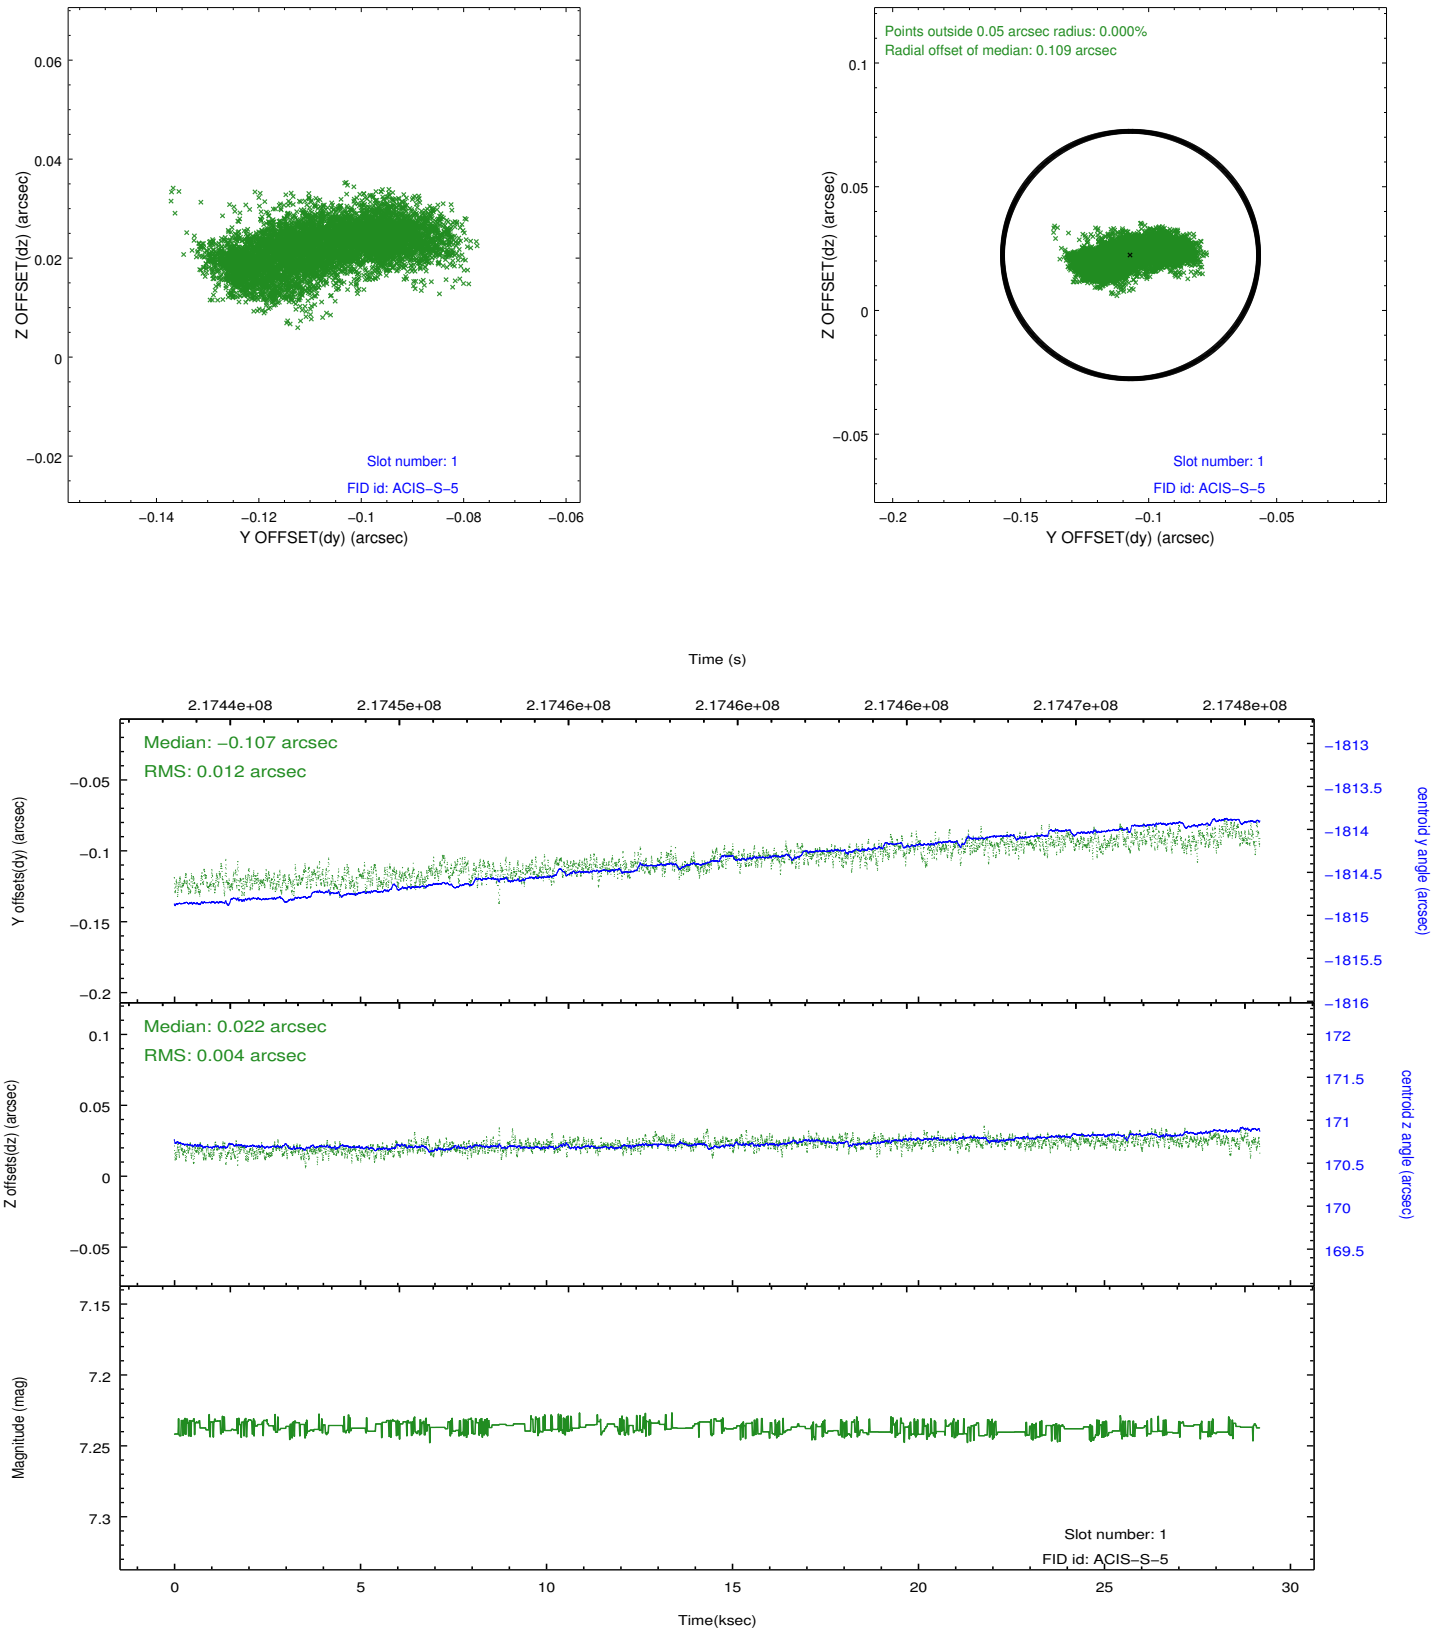 0.06
0.04
0.02
0
−0.02
Z OFFSET(dz) (arcsec)
Slot number: 1
FID id: ACIS−S−5
−0.14
−0.12
−0.1
−0.08
−0.06
Y OFFSET(dy) (arcsec)
Points outside 0.05 arcsec radius: 0.000%
Radial offset of median: 0.109 arcsec
0.1
0.05
0
−0.05
Z OFFSET(dz) (arcsec)
Slot number: 1
FID id: ACIS−S−5
−0.2
−0.15
−0.1
−0.05
Y OFFSET(dy) (arcsec)
Time (s)
2.1744e+08
2.1745e+08
2.1746e+08
2.1746e+08
2.1746e+08
2.1747e+08
2.1748e+08
Median: −0.107 arcsec
RMS: 0.012 arcsec
−0.05
−0.1
−0.15
−0.2
Y offsets(dy) (arcsec)
−1813
−1813.5
−1814
−1814.5
−1815
−1815.5
−1816
centroid y angle (arcsec)
Median: 0.022 arcsec
RMS: 0.004 arcsec
0.1
0.05
0
−0.05
Z offsets(dz) (arcsec)
172
171.5
171
170.5
170
169.5
centroid z angle (arcsec)
7.15
7.2
7.25
7.3
Magnitude (mag)
Slot number: 1
FID id: ACIS−S−5
0
5
10
15
20
25
30
Time(ksec)